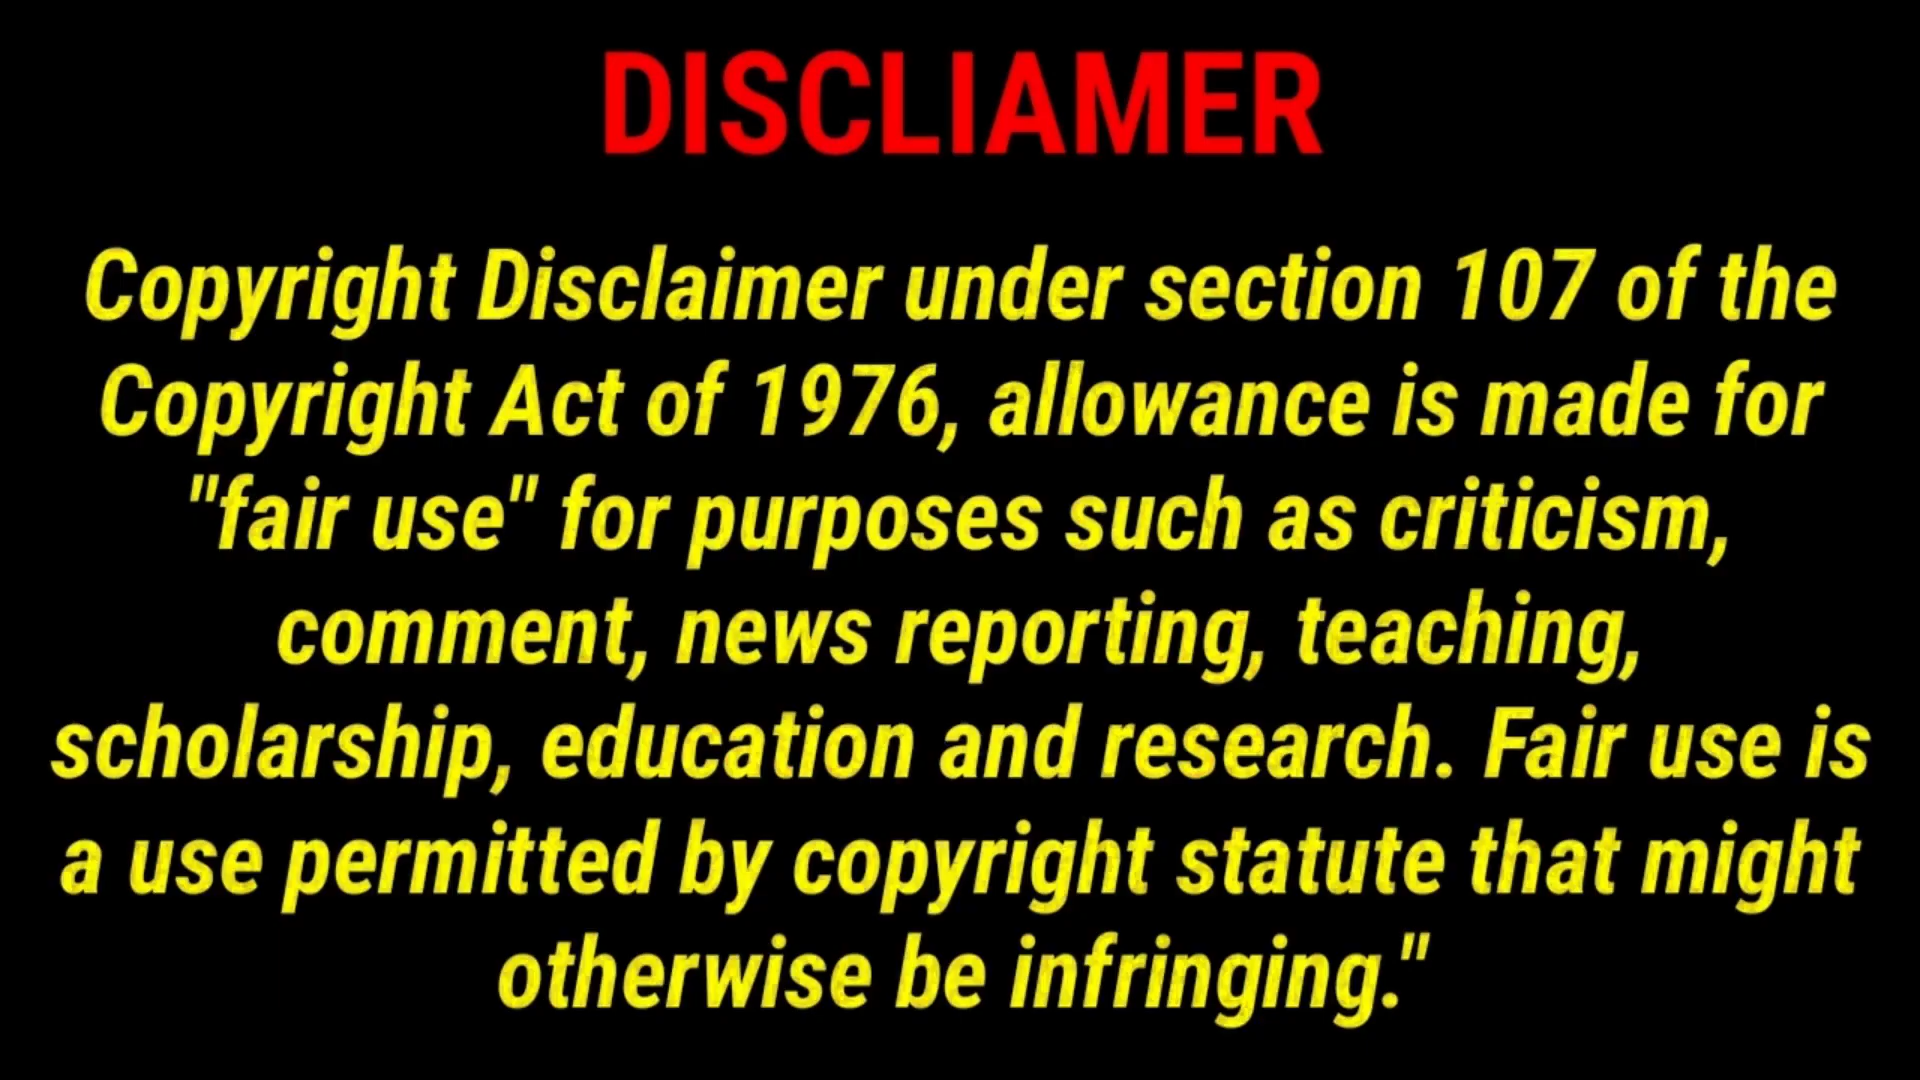 DISCLIAMER
Copyright Disclaimer under section 107 of the
Copyright Act of 1976, allowance is made for
"fair use" for purposes such as criticism,
comment, news reporting, teaching,
scholarship, education and research. Fair use is
a use permitted by copyright statute that might
otherwise be infringing."